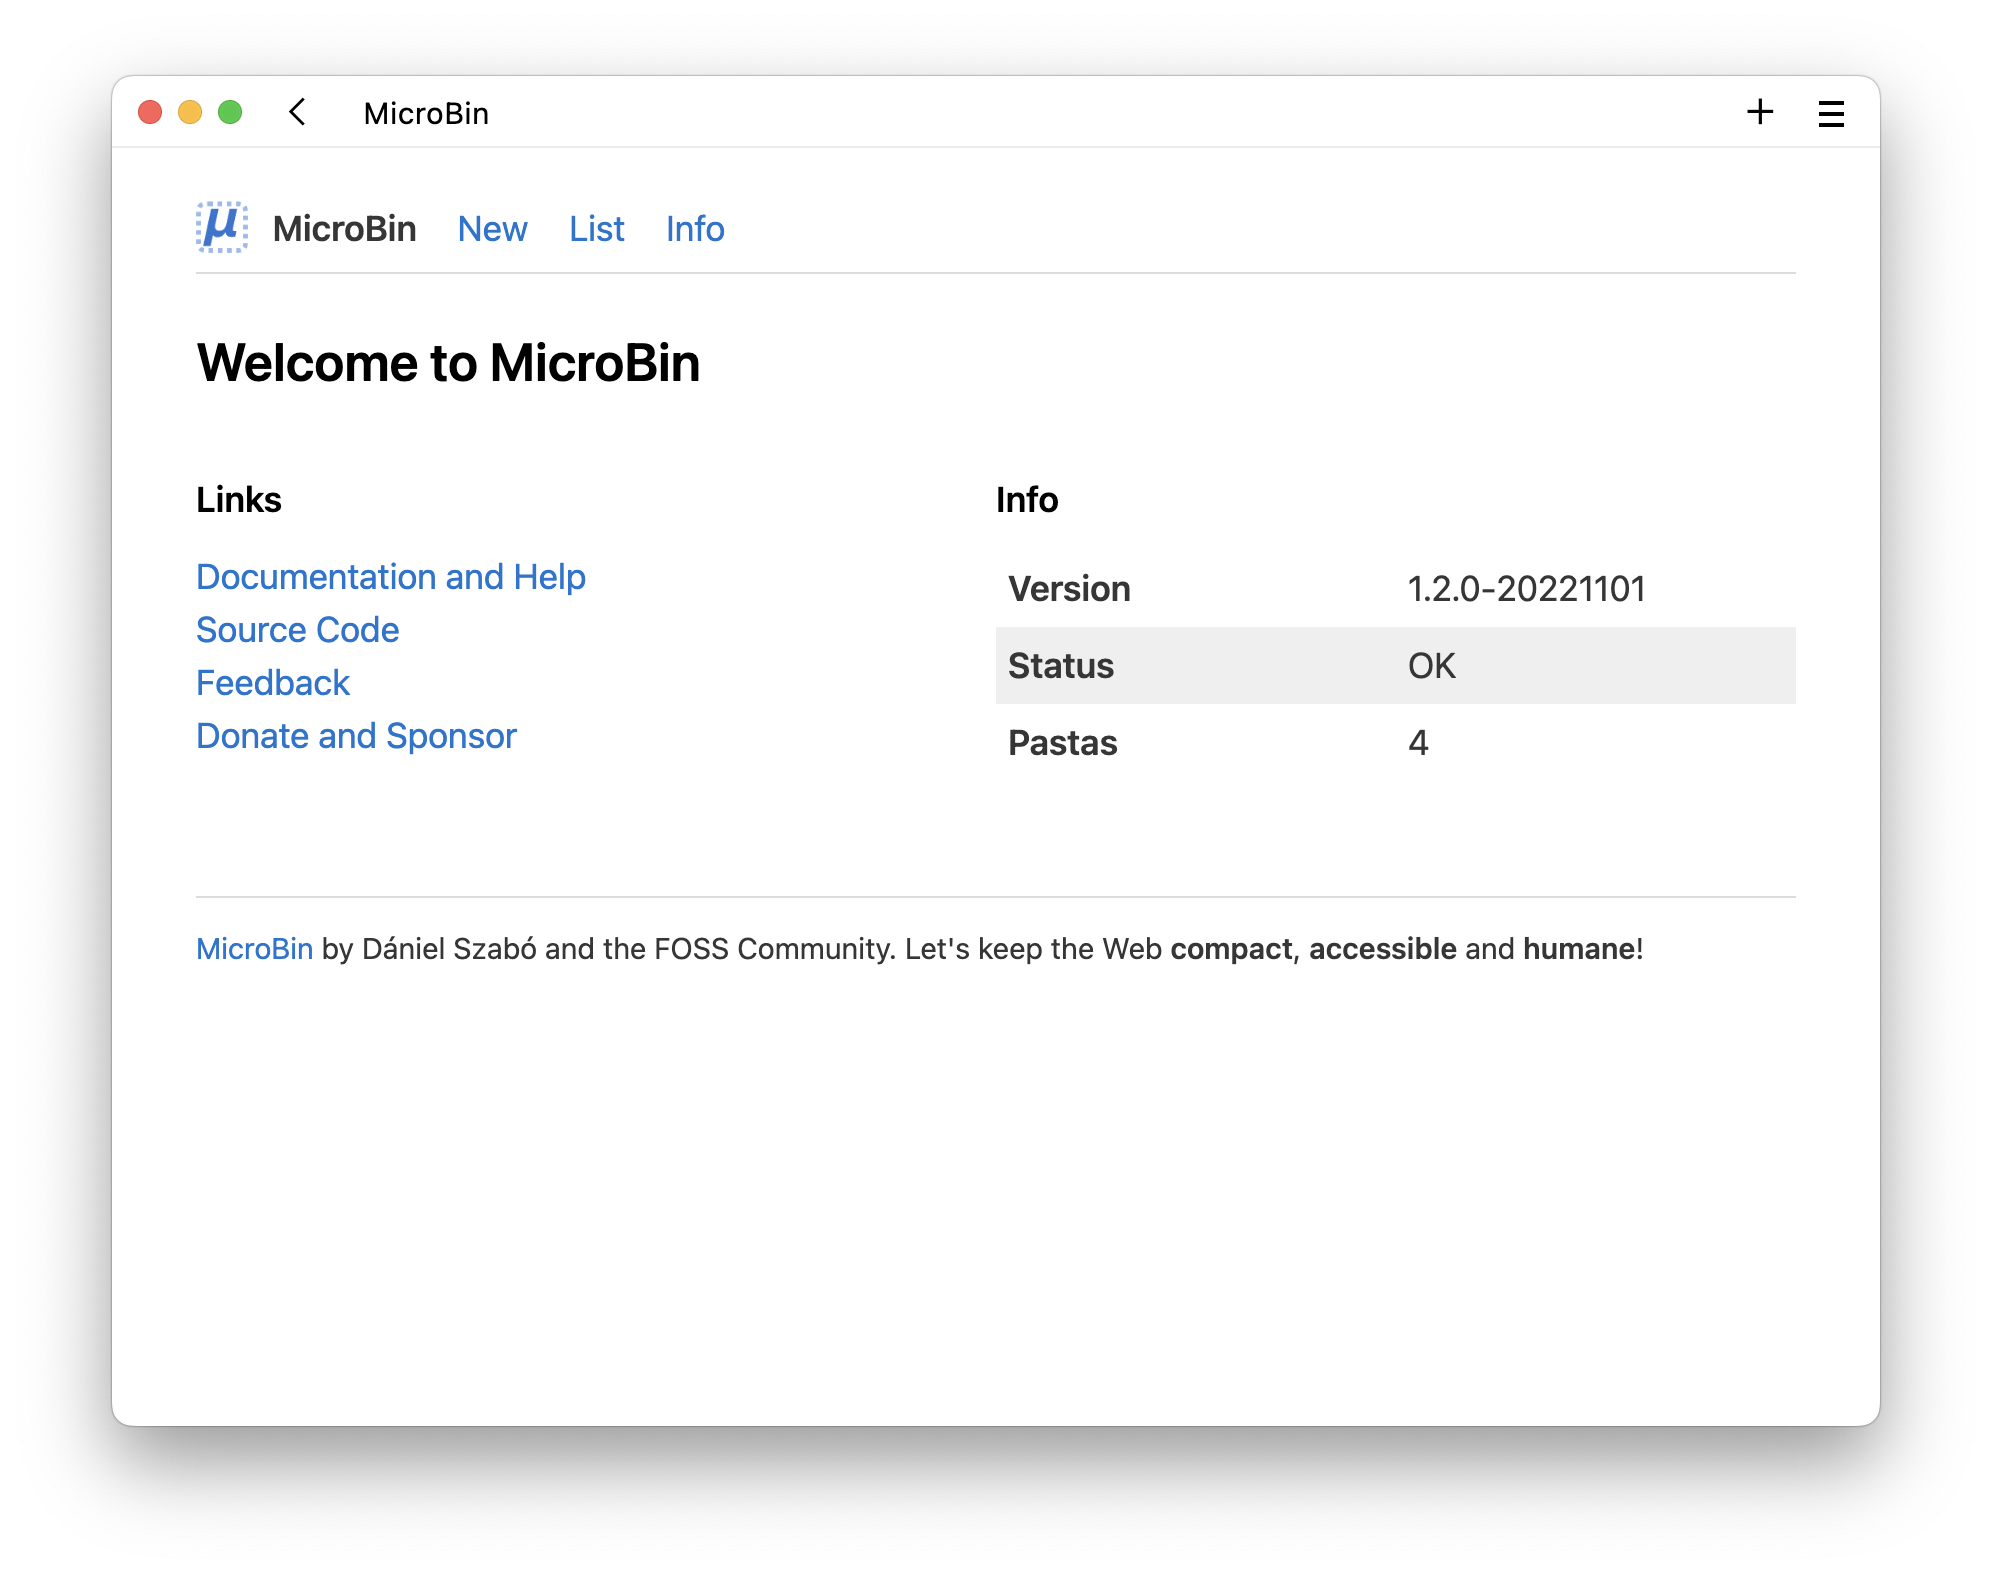 MicroBin
µ MicroBin New List Info
Welcome to MicroBin
Links
Documentation and Help
Source Code
Feedback
Donate and Sponsor
Info
Version 1.2.0-20221101
Status OK
Pastas 4
MicroBin by Dániel Szabó and the FOSS Community. Let's keep the Web compact, accessible and humane!